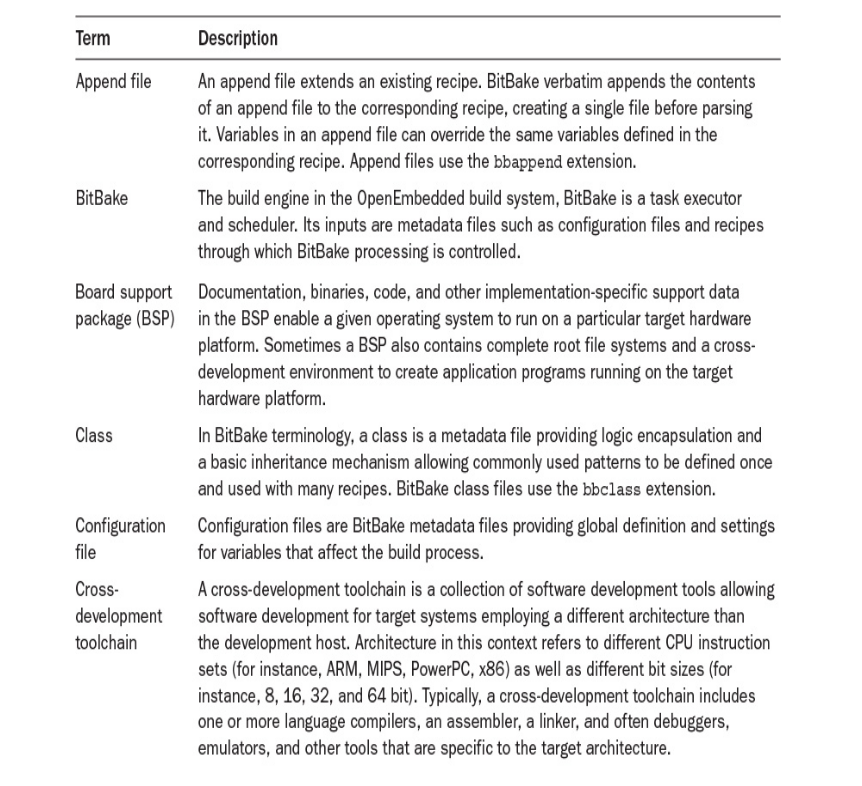 Term Description
Append file An append file extends an existing recipe. BitBake verbatim appends the contents
of an append file to the corresponding recipe, creating a single file before parsing
it. Variables in an append file can override the same variables defined in the
corresponding recipe. Append files use the bbappend extension.
BitBake The build engine in the OpenEmbedded build system, BitBake is a task executor
and scheduler. Its inputs are metadata files such as configuration files and recipes
through which BitBake processing is controlled.
Board support Documentation, binaries, code, and other implementation-specific support data
package (BSP) in the BSP enable a given operating system to run on a particular target hardware
platform. Sometimes a BSP also contains complete root file systems and a cross-
development environment to create application programs running on the target
hardware platform.
Class In BitBake terminology, a class is a metadata file providing logic encapsulation and
a basic inheritance mechanism allowing commonly used patterns to be defined once
and used with many recipes. BitBake class files use the bbclass extension.
Configuration Configuration files are BitBake metadata files providing global definition and settings
file for variables that affect the build process.
Cross- A cross-development toolchain is a collection of software development tools allowing
development software development for target systems employing a different architecture than
toolchain the development host. Architecture in this context refers to different CPU instruction
sets (for instance, ARM, MIPS, PowerPC, x86) as well as different bit sizes (for
instance, 8, 16, 32, and 64 bit). Typically, a cross-development toolchain includes
one or more language compilers, an assembler, a linker, and often debuggers,
emulators, and other tools that are specific to the target architecture.